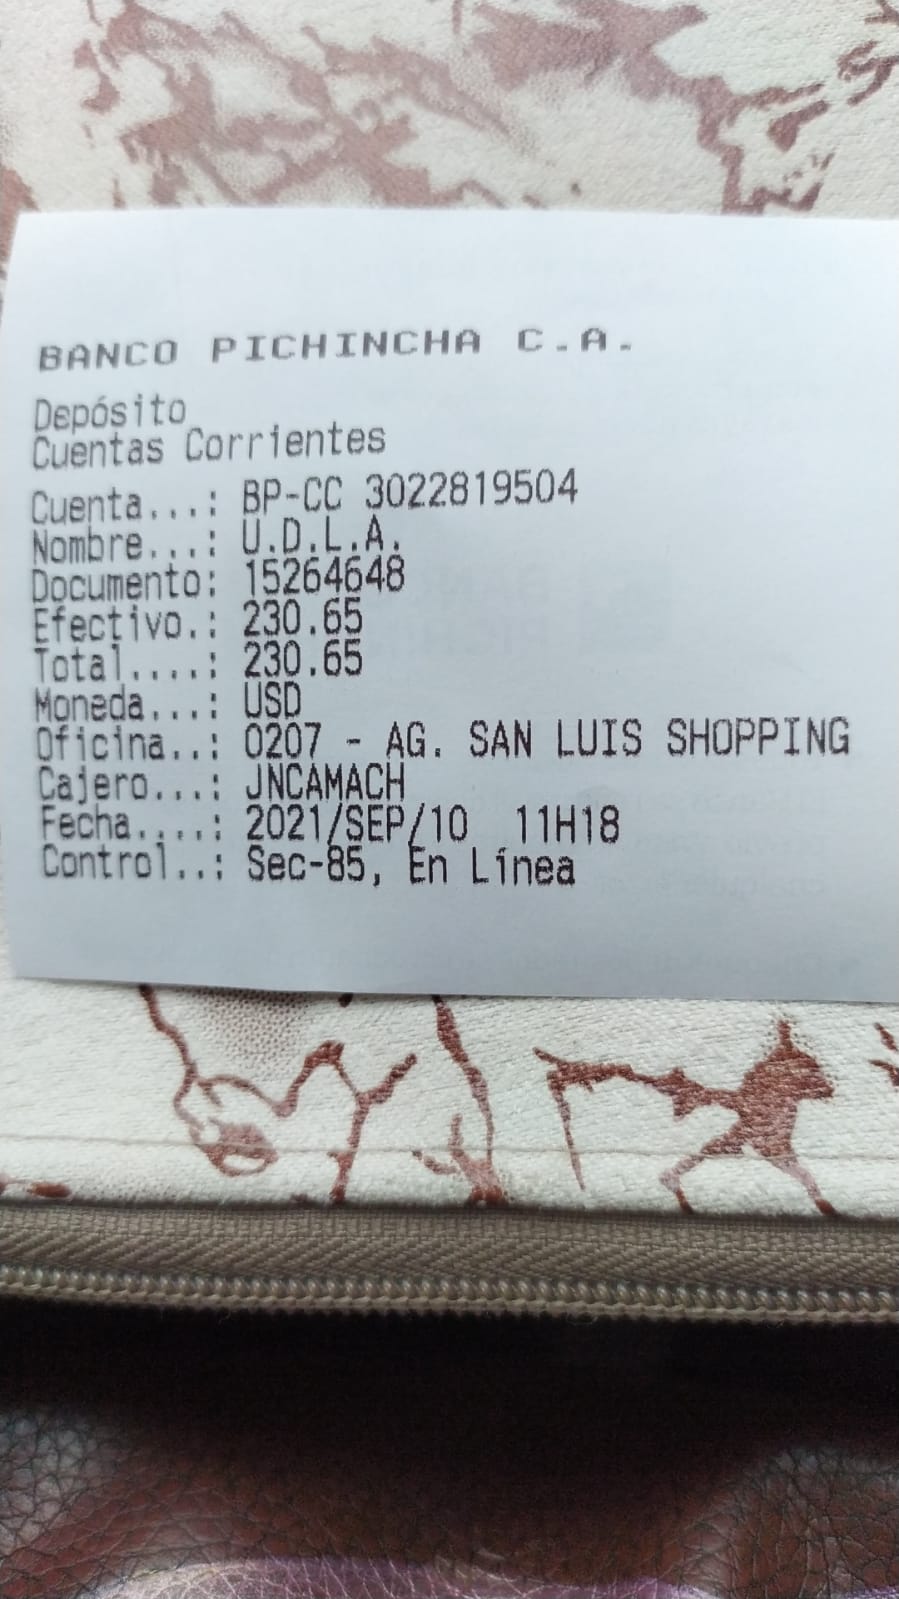 BANCO PICHINCHA C.A.
Depósito
Cuentas Corrientes
Cuenta...: BP-CC 3022819504
Nombre...: U.D.L.A.
Documento: 15264648
Efectivo.: 230.65
Total....: 230.65
Moneda...: USD
Oficina..: 0207 - AG. SAN LUIS SHOPPING
Cajero...: JNCAMACH
Fecha....: 2021/SEP/10 11H18
Control..: Sec-85, En Línea